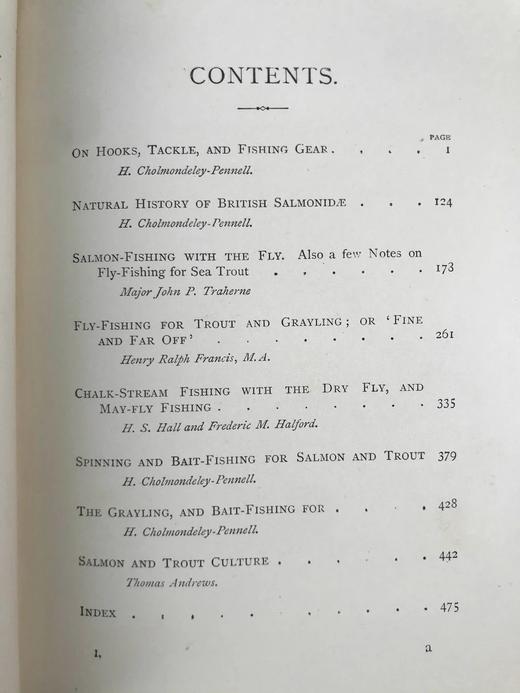 CONTENTS.
PAGE
ON HOOKS, TACKLE, AND FISHING GEAR . . . . 1
H. Cholmondeley-Pennell.
NATURAL HISTORY OF BRITISH SALMONIDÆ . . . 124
H. Cholmondeley-Pennell.
SALMON-FISHING WITH THE FLY. Also a few Notes on
Fly-Fishing for Sea Trout . . . . . . 173
Major John P. Traherne
FLY-FISHING FOR TROUT AND GRAYLING; OR 'FINE
AND FAR OFF' . . . . . . . . 261
Henry Ralph Francis, M.A.
CHALK-STREAM FISHING WITH THE DRY FLY, AND
MAY-FLY FISHING . . . . . . . . 335
H. S. Hall and Frederic M. Halford.
SPINNING AND BAIT-FISHING FOR SALMON AND TROUT 379
H. Cholmondeley-Pennell.
THE GRAYLING, AND BAIT-FISHING FOR . . . . 428
H. Cholmondeley-Pennell.
SALMON AND TROUT CULTURE . . . . . . 442
Thomas Andrews.
INDEX . . . . . . . . . . 475
1. a